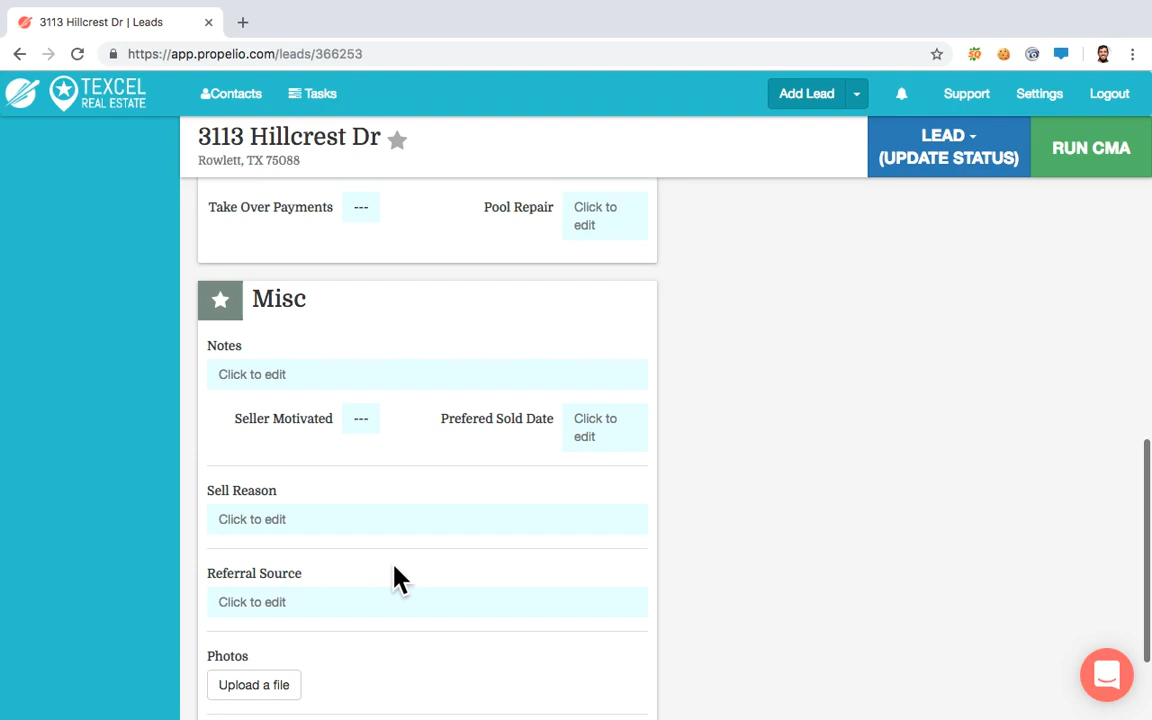 3113 Hillcrest Dr | Leads
https://app.propelio.com/leads/366253
TEXCEL
REAL ESTATE
Contacts
Tasks
Add Lead
Support
Settings
Logout
3113 Hillcrest Dr
Rowlett, TX 75088
LEAD
(UPDATE STATUS)
RUN CMA
Take Over Payments
---
Pool Repair
Click to
edit
Misc
Notes
Click to edit
Seller Motivated
---
Prefered Sold Date
Click to
edit
Sell Reason
Click to edit
Referral Source
Click to edit
Photos
Upload a file